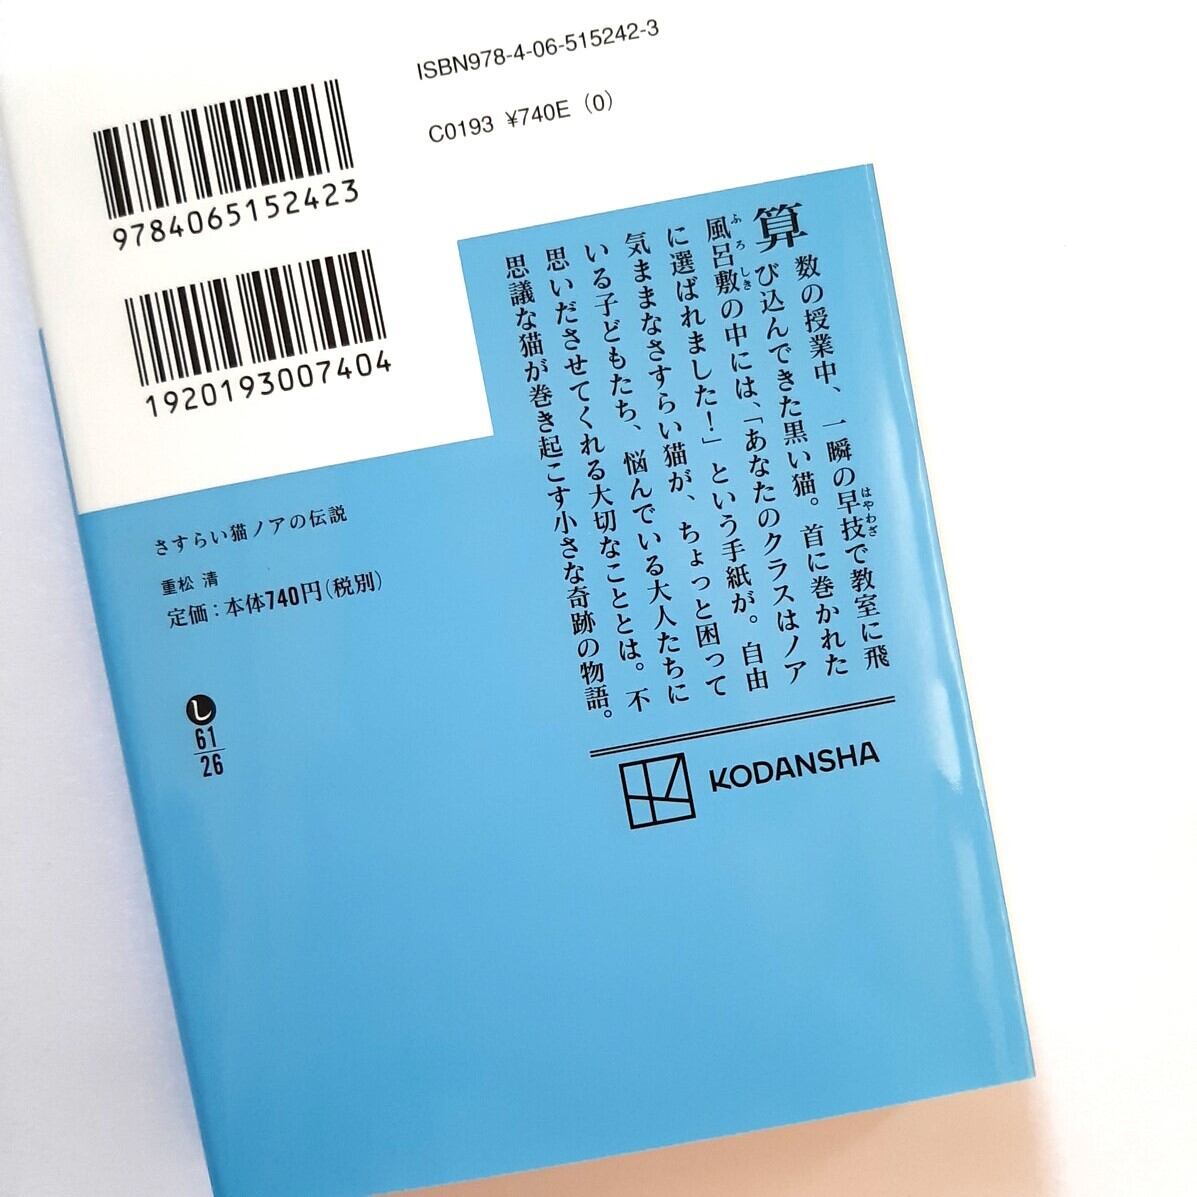 ISBN978-4-06-515242-3
C0193 ¥740E (0)
9784065152423
1920193007404
算数の授業中、一瞬の早技で教室に飛
はやわざ
び込んできた黒い猫。首に巻かれた
風呂敷の中には、「あなたのクラスはノア
ふろしき
に選ばれました！」という手紙が。自由
気ままなさすらい猫が、ちょっと困って
いる子どもたち、悩んでいる大人たちに
思いださせてくれる大切なこととは。不
思議な猫が巻き起こす小さな奇跡の物語。
さすらい猫ノアの伝説
重松 清
定価：本体740円（税別）
し
61
26
KODANSHA